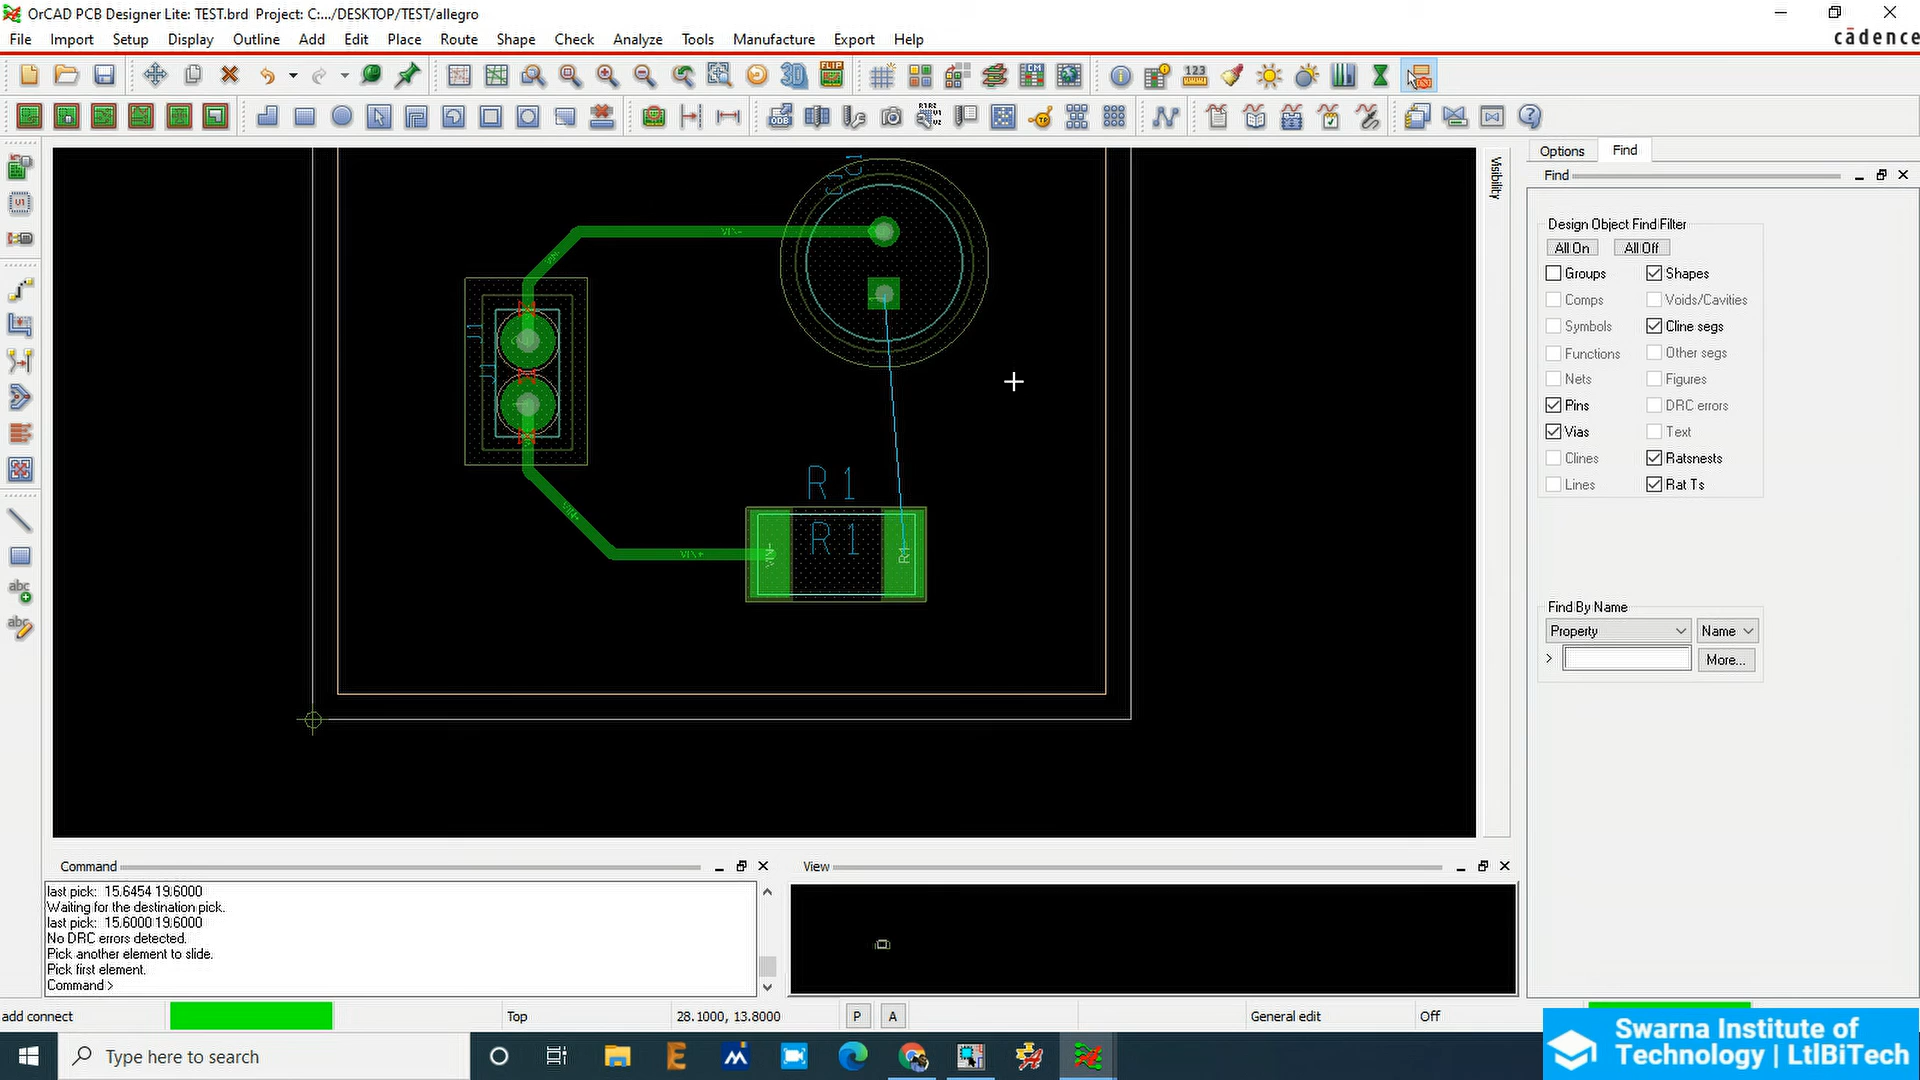 OrCAD PCB Designer Lite: TEST.brd Project: C:.../DESKTOP/TEST/allegro
cādence
File Import Setup Display Outline Add Edit Place Route Shape Check Analyze Tools Manufacture Export Help
Options Find
Find
Visibility
Design Object Find Filter
All On All Off
Groups Shapes
Comps Voids/Cavities
Symbols Cline segs
Functions Other segs
Nets Figures
Pins DRC errors
Vias Text
Clines Ratsnests
Lines Rat Ts
Find By Name
Property Name
> More...
VIN-
J1
J1
VIN+
R1
R1
Command
last pick: 15.6454 19.6000
Waiting for the destination pick.
last pick: 15.6000 19.6000
No DRC errors detected.
Pick another element to slide.
Pick first element.
Command >
View
add connect Top 28.1000, 13.8000 P A General edit Off
Type here to search
Swarna Institute of
Technology | LtlBiTech